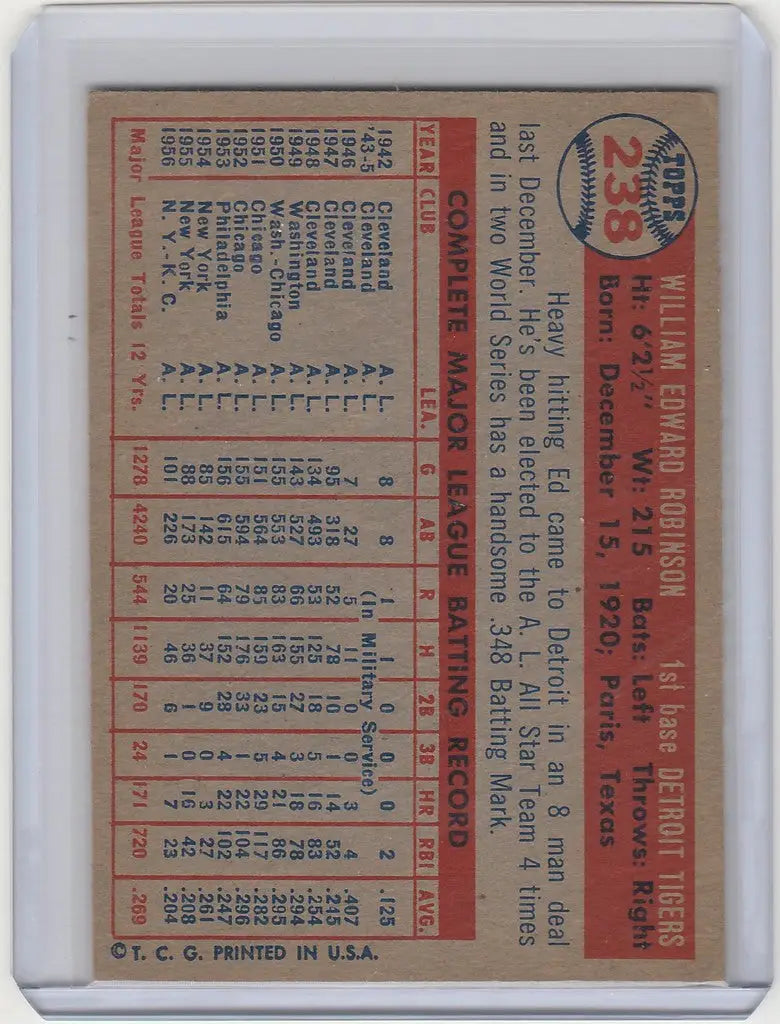 TOPPS
238
WILLIAM EDWARD ROBINSON 1st base DETROIT TIGERS
Ht: 6'2½" Wt: 215 Bats: Left Throws: Right
Born: December 15, 1920; Paris, Texas
Heavy hitting Ed came to Detroit in an 8 man deal
last December. He's been elected to the A. L. All Star Team 4 times
and in two World Series has a handsome .348 Batting Mark.
COMPLETE MAJOR LEAGUE BATTING RECORD
YEAR CLUB LEA. G AB R H 2B 3B HR RBI AVG.
1942 Cleveland A. L. 8 8 1 1 0 0 0 2 .125
'43-5 Cleveland A. L. (In Military Service)
1946 Cleveland A. L. 7 27 5 11 0 0 3 4 .407
1947 Cleveland A. L. 95 318 52 78 10 1 14 52 .245
1948 Cleveland A. L. 134 493 53 125 18 5 16 83 .254
1949 Washington A. L. 143 527 66 155 27 3 18 78 .294
1950 Wash.-Chicago A. L. 155 553 83 163 15 4 21 86 .295
1951 Chicago A. L. 151 564 85 159 23 5 29 117 .282
1952 Chicago A. L. 155 594 79 176 33 1 22 104 .296
1953 Philadelphia A. L. 156 615 64 152 28 4 22 102 .247
1954 New York A. L. 85 142 11 37 9 0 3 27 .261
1955 New York A. L. 88 173 25 36 1 0 16 42 .208
1956 N. Y.-K. C. A. L. 101 226 20 46 6 1 7 23 .204
Major League Totals 12 Yrs. 1278 4240 544 1139 170 24 171 720 .269
© T. C. G. PRINTED IN U.S.A.